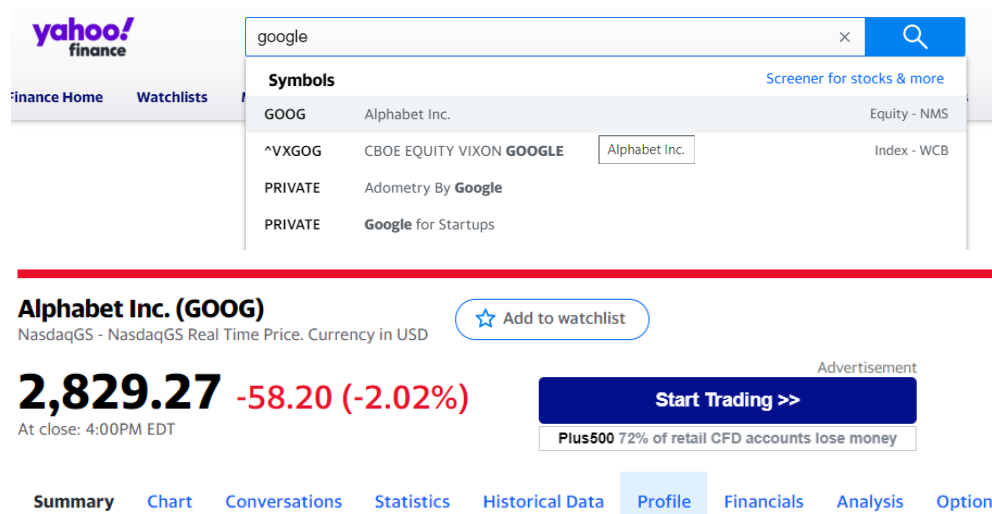 yahoo!
finance
google
×
Symbols
Screener for stocks & more
Finance Home Watchlists
GOOG Alphabet Inc. Equity - NMS
^VXGOG CBOE EQUITY VIXON GOOGLE Alphabet Inc. Index - WCB
PRIVATE Adometry By Google
PRIVATE Google for Startups
Alphabet Inc. (GOOG)
NasdaqGS - NasdaqGS Real Time Price. Currency in USD
Add to watchlist
2,829.27 -58.20 (-2.02%)
At close: 4:00PM EDT
Advertisement
Start Trading >>
Plus500 72% of retail CFD accounts lose money
Summary Chart Conversations Statistics Historical Data Profile Financials Analysis Option